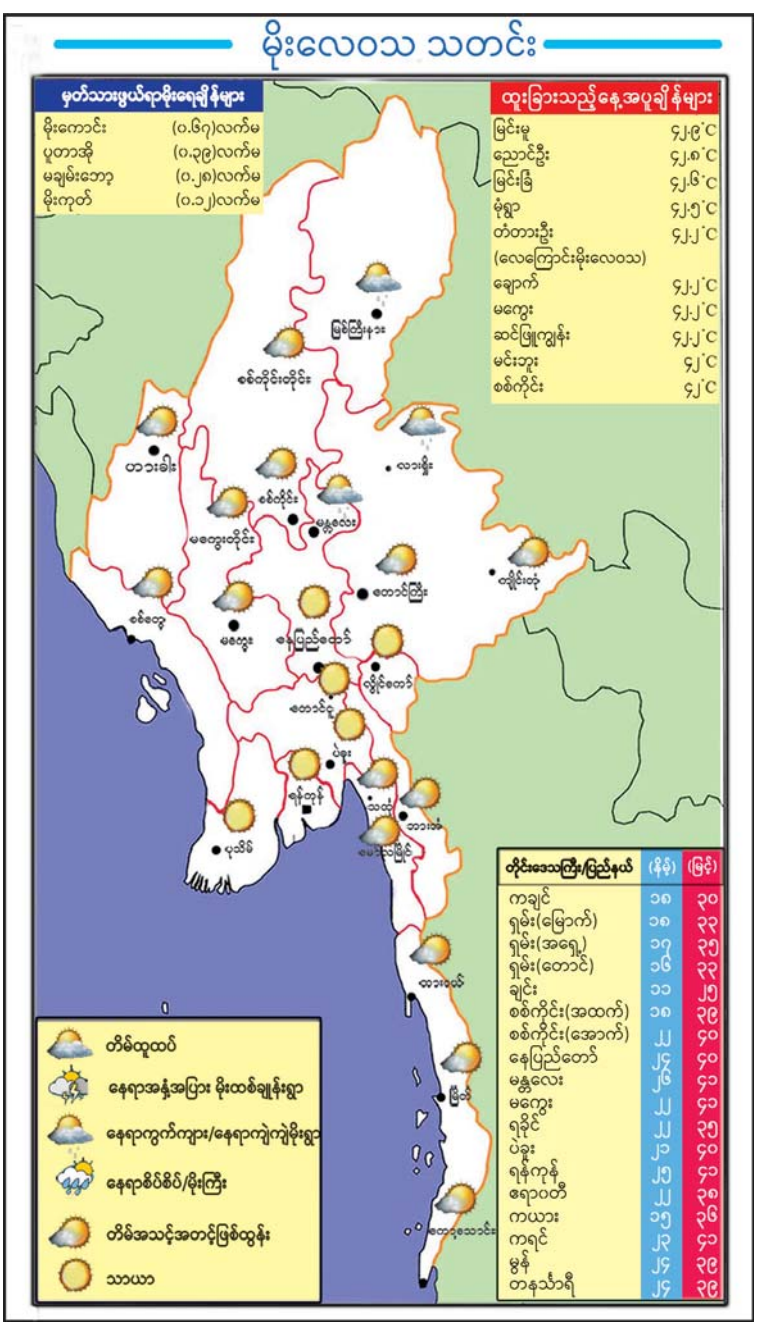 မိုးလေဝသ သတင်း
မှတ်သားဖွယ်ရာမိုးရေချိန်များ
မိုးကောင်း (၀.၆၇)လက်မ
ပူတာအို (၀.၃၉)လက်မ
မချမ်းဘော့ (၀.၂၈)လက်မ
မိုးကုတ် (၀.၁၂)လက်မ
ထူးခြားသည့်နေ့အပူချိန်များ
မြင်းမူ ၄၂.၉°C
ညောင်ဦး ၄၂.၈°C
မြင်းခြံ ၄၂.၆°C
မုံရွာ ၄၂.၅°C
တံတားဦး ၄၂.၂°C
(လေကြောင်းမိုးလေဝသ)
ချောက် ၄၂.၂°C
မကွေး ၄၂.၂°C
ဆင်ဖြူကျွန်း ၄၂.၂°C
မင်းဘူး ၄၂°C
စစ်ကိုင်း ၄၂°C
မြစ်ကြီးနား
စစ်ကိုင်းတိုင်း
ဟားခါး
လားရှိုး
စစ်ကိုင်း
မန္တလေး
မကွေးတိုင်း
ကျိုင်းတုံ
တောင်ကြီး
စစ်တွေ
မကွေး
နေပြည်တော်
လွိုင်ကော်
တောင်ငူ
ပဲခူး
ရန်ကုန်
သထုံ
ဘားအံ
ပုသိမ်
မော်လမြိုင်
ထားဝယ်
မြိတ်
ကော့သောင်း
တိုင်းဒေသကြီး/ပြည်နယ် (နိမ့်) (မြင့်)
ကချင် ၁၈ ၃၀
ရှမ်း(မြောက်) ၁၈ ၃၃
ရှမ်း(အရှေ့) ၁၇ ၃၅
ရှမ်း(တောင်) ၁၆ ၃၃
ချင်း ၁၁ ၂၅
စစ်ကိုင်း(အထက်) ၁၈ ၃၉
စစ်ကိုင်း(အောက်) ၂၂ ၄၀
နေပြည်တော် ၂၄ ၄၀
မန္တလေး ၂၆ ၄၁
မကွေး ၂၂ ၄၁
ရခိုင် ၂၂ ၃၅
ပဲခူး ၂၁ ၄၀
ရန်ကုန် ၂၅ ၄၁
ဧရာဝတီ ၂၂ ၃၈
ကယား ၁၅ ၃၆
ကရင် ၂၃ ၄၁
မွန် ၂၄ ၃၉
တနင်္သာရီ ၂၄ ၃၉
တိမ်ထူထပ်
နေရာအနှံ့အပြား မိုးထစ်ချုန်းရွာ
နေရာကွက်ကျား/နေရာကျဲကျဲမိုးရွာ
နေရာစိပ်စိပ်/မိုးကြီး
တိမ်အသင့်အတင့်ဖြစ်ထွန်း
သာယာ